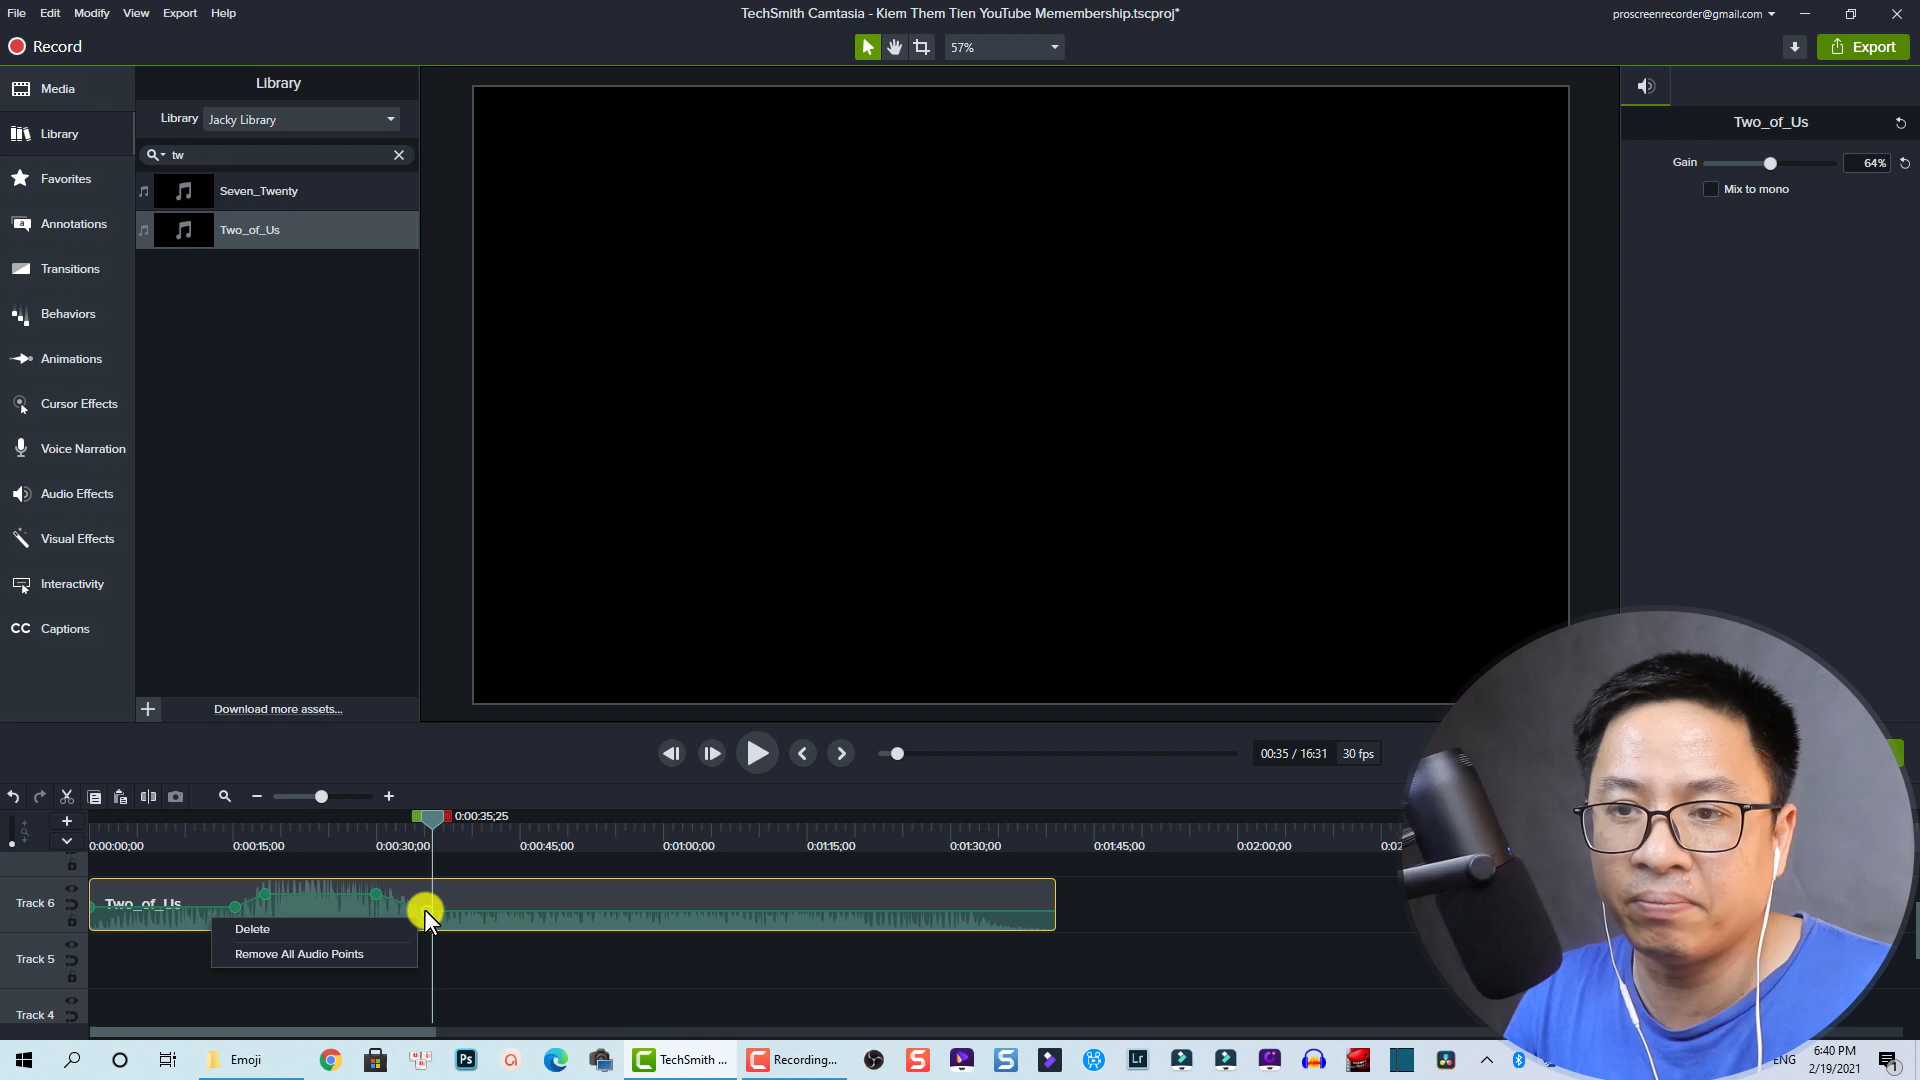 File Edit Modify View Export Help
TechSmith Camtasia - Kiem Them Tien YouTube Memembership.tscproj*
proscreenrecorder@gmail.com
Record
57%
Export
Media
Library
Favorites
Annotations
Transitions
Behaviors
Animations
Cursor Effects
Voice Narration
Audio Effects
Visual Effects
Interactivity
CC Captions
Library
Library Jacky Library
tw
Seven_Twenty
Two_of_Us
Download more assets...
Two_of_Us
Gain 64%
Mix to mono
00:35 / 16:31 30 fps
0:00:35;25
0:00:00;00 0:00:15;00 0:00:30;00 0:00:45;00 0:01:00;00 0:01:15;00 0:01:30;00 0:01:45;00 0:02:00;00
Track 6
Two_of_Us
Delete
Remove All Audio Points
Track 5
Track 4
Emoji
Ps
TechSmith ...
Recording...
Lr
ENG
6:40 PM
2/19/2021